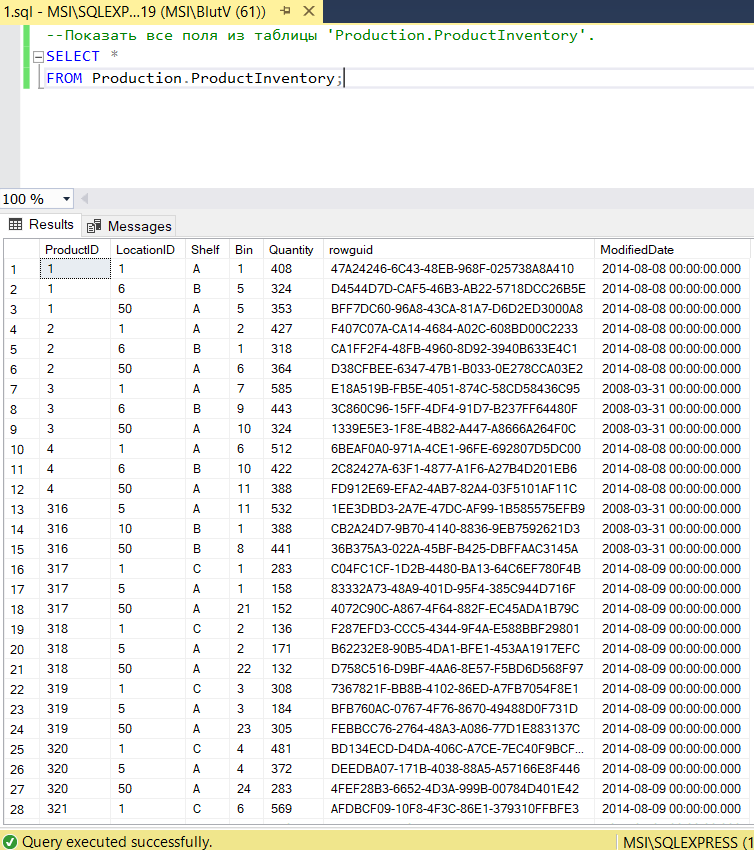 1.sql - MSI\SQLEXP...19 (MSI\BlutV (61))
--Показать все поля из таблицы 'Production.ProductInventory'.
SELECT *
FROM Production.ProductInventory;
100 %
Results Messages
ProductID LocationID Shelf Bin Quantity rowguid ModifiedDate
1 1 1 A 1 408 47A24246-6C43-48EB-968F-025738A8A410 2014-08-08 00:00:00.000
2 1 6 B 5 324 D4544D7D-CAF5-46B3-AB22-5718DCC26B5E 2014-08-08 00:00:00.000
3 1 50 A 5 353 BFF7DC60-96A8-43CA-81A7-D6D2ED3000A8 2014-08-08 00:00:00.000
4 2 1 A 2 427 F407C07A-CA14-4684-A02C-608BD00C2233 2014-08-08 00:00:00.000
5 2 6 B 1 318 CA1FF2F4-48FB-4960-8D92-3940B633E4C1 2014-08-08 00:00:00.000
6 2 50 A 6 364 D38CFBEE-6347-47B1-B033-0E278CCA03E2 2014-08-08 00:00:00.000
7 3 1 A 7 585 E18A519B-FB5E-4051-874C-58CD58436C95 2008-03-31 00:00:00.000
8 3 6 B 9 443 3C860C96-15FF-4DF4-91D7-B237FF64480F 2008-03-31 00:00:00.000
9 3 50 A 10 324 1339E5E3-1F8E-4B82-A447-A8666A264F0C 2008-03-31 00:00:00.000
10 4 1 A 6 512 6BEAF0A0-971A-4CE1-96FE-692807D5DC00 2014-08-08 00:00:00.000
11 4 6 B 10 422 2C82427A-63F1-4877-A1F6-A27B4D201EB6 2014-08-08 00:00:00.000
12 4 50 A 11 388 FD912E69-EFA2-4AB7-82A4-03F5101AF11C 2014-08-08 00:00:00.000
13 316 5 A 11 532 1EE3DBD3-2A7E-47DC-AF99-1B585575EFB9 2008-03-31 00:00:00.000
14 316 10 B 1 388 CB2A24D7-9B70-4140-8836-9EB7592621D3 2008-03-31 00:00:00.000
15 316 50 B 8 441 36B375A3-022A-45BF-B425-DBFFAAC3145A 2008-03-31 00:00:00.000
16 317 1 C 1 283 C04FC1CF-1D2B-4480-BA13-64C6EF780F4B 2014-08-09 00:00:00.000
17 317 5 A 1 158 83332A73-48A9-401D-95F4-385C944D716F 2014-08-09 00:00:00.000
18 317 50 A 21 152 4072C90C-A867-4F64-882F-EC45ADA1B79C 2014-08-09 00:00:00.000
19 318 1 C 2 136 F287EFD3-CCC5-4344-9F4A-E588BBF29801 2014-08-09 00:00:00.000
20 318 5 A 2 171 B62232E8-90B5-4DA1-BFE1-453AA1917EFC 2014-08-09 00:00:00.000
21 318 50 A 22 132 D758C516-D9BF-4AA6-8E57-F5BD6D568F97 2014-08-09 00:00:00.000
22 319 1 C 3 308 7367821F-BB8B-4102-86ED-A7FB7054F8E1 2014-08-09 00:00:00.000
23 319 5 A 3 184 BFB760AC-0767-4F76-8670-49488D0F731D 2014-08-09 00:00:00.000
24 319 50 A 23 305 FEBBCC76-2764-48A3-A086-77D1E883137C 2014-08-09 00:00:00.000
25 320 1 C 4 481 BD134ECD-D4DA-406C-A7CE-7EC40F9BCF... 2014-08-09 00:00:00.000
26 320 5 A 4 372 DEEDBA07-171B-4038-88A5-A57166E8F446 2014-08-09 00:00:00.000
27 320 50 A 24 283 4FEF28B3-6652-4D3A-999B-00784D401E42 2014-08-09 00:00:00.000
28 321 1 C 6 569 AFDBCF09-10F8-4F3C-86E1-379310FFBFE3 2014-08-09 00:00:00.000
Query executed successfully. MSI\SQLEXPRESS (1